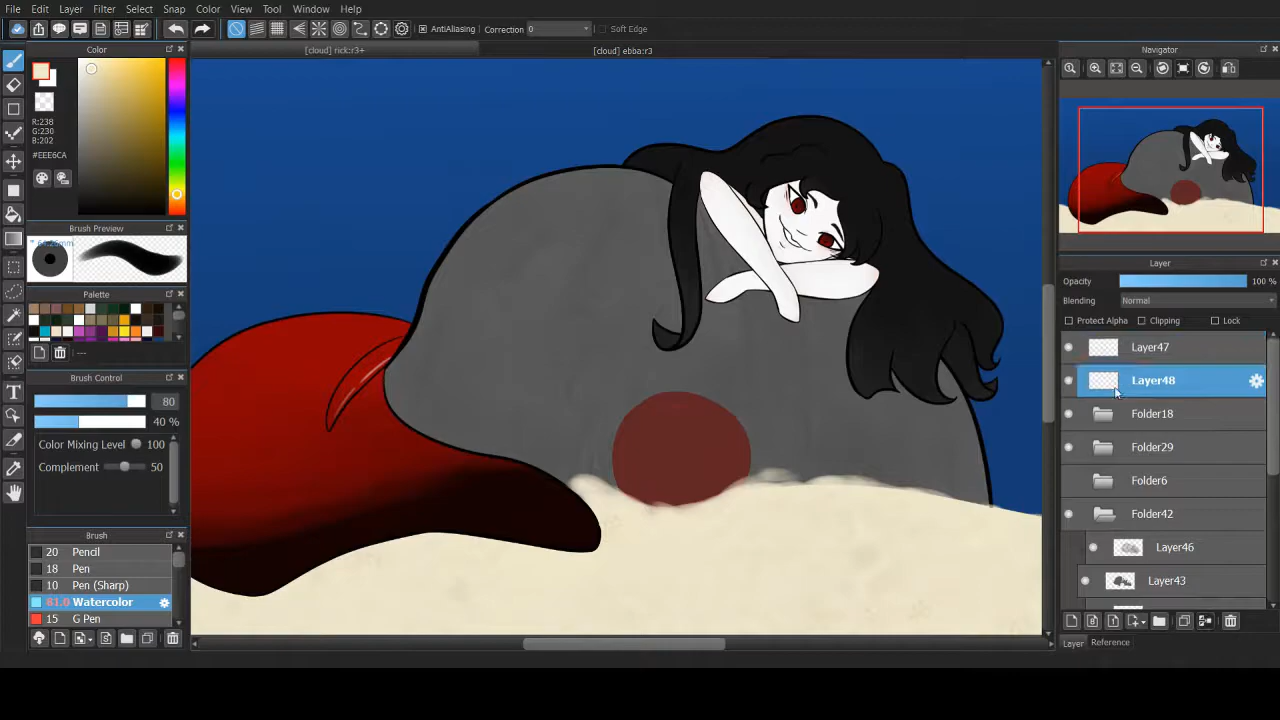 File Edit Layer Filter Select Snap Color View Tool Window Help
AntiAliasing Correction 0 Soft Edge
[cloud] rick:r3+ [cloud] ebba:r3
Color
R:238
G:230
B:202
#EEE6CA
Brush Preview
Palette
---
Brush Control
80
40 %
Color Mixing Level 100
Complement 50
Brush
20 Pencil
18 Pen
10 Pen (Sharp)
81.0 Watercolor
15 G Pen
Navigator
Layer
Opacity 100 %
Blending Normal
Protect Alpha Clipping Lock
Layer47
Layer48
Folder18
Folder29
Folder6
Folder42
Layer46
Layer43
Layer Reference